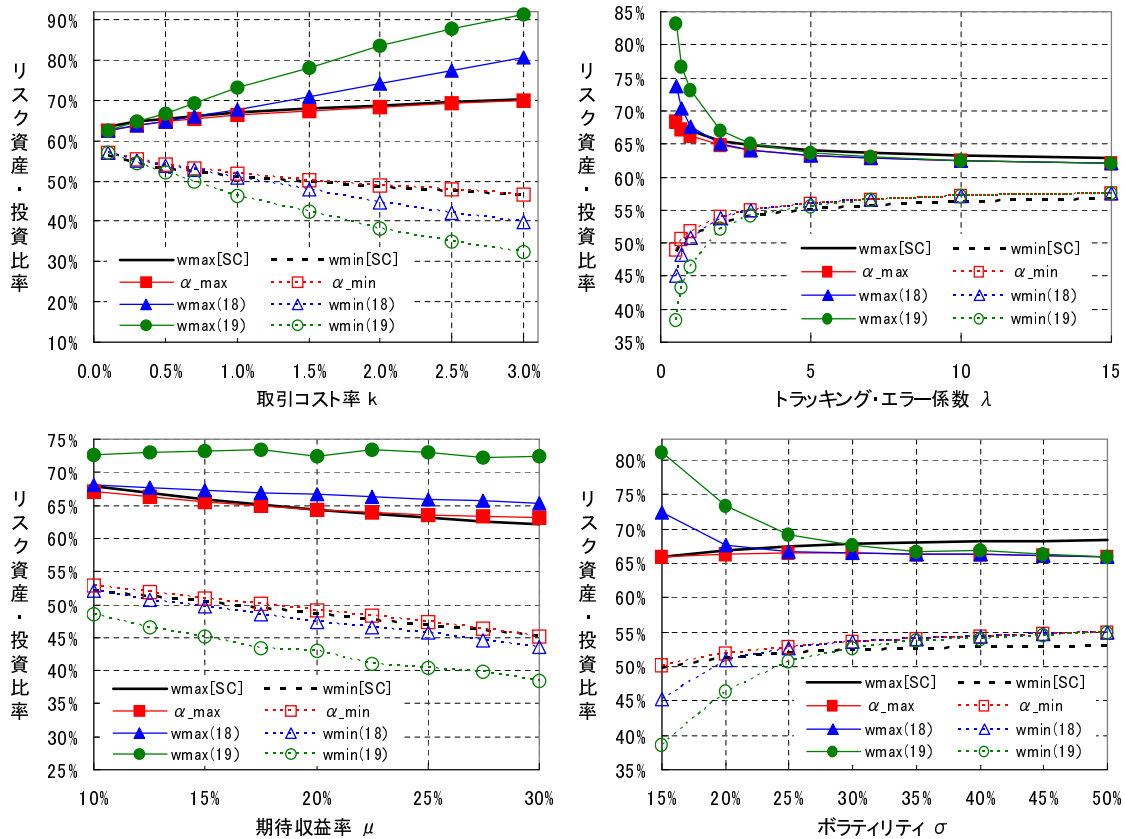 リスク資産・投資比率
90%
80%
70%
60%
50%
40%
30%
20%
10%
wmax[SC] wmin[SC]
α_max α_min
wmax(18) wmin(18)
wmax(19) wmin(19)
0.0% 0.5% 1.0% 1.5% 2.0% 2.5% 3.0%
取引コスト率 k
リスク資産・投資比率
85%
80%
75%
70%
65%
60%
55%
50%
45%
40%
35%
wmax[SC] wmin[SC]
α_max α_min
wmax(18) wmin(18)
wmax(19) wmin(19)
0 5 10 15
トラッキング・エラー係数 λ
リスク資産・投資比率
75%
70%
65%
60%
55%
50%
45%
40%
35%
30%
25%
wmax[SC] wmin[SC]
α_max α_min
wmax(18) wmin(18)
wmax(19) wmin(19)
10% 15% 20% 25% 30%
期待収益率 μ
リスク資産・投資比率
80%
75%
70%
65%
60%
55%
50%
45%
40%
35%
wmax[SC] wmin[SC]
α_max α_min
wmax(18) wmin(18)
wmax(19) wmin(19)
15% 20% 25% 30% 35% 40% 45% 50%
ボラティリティ σ